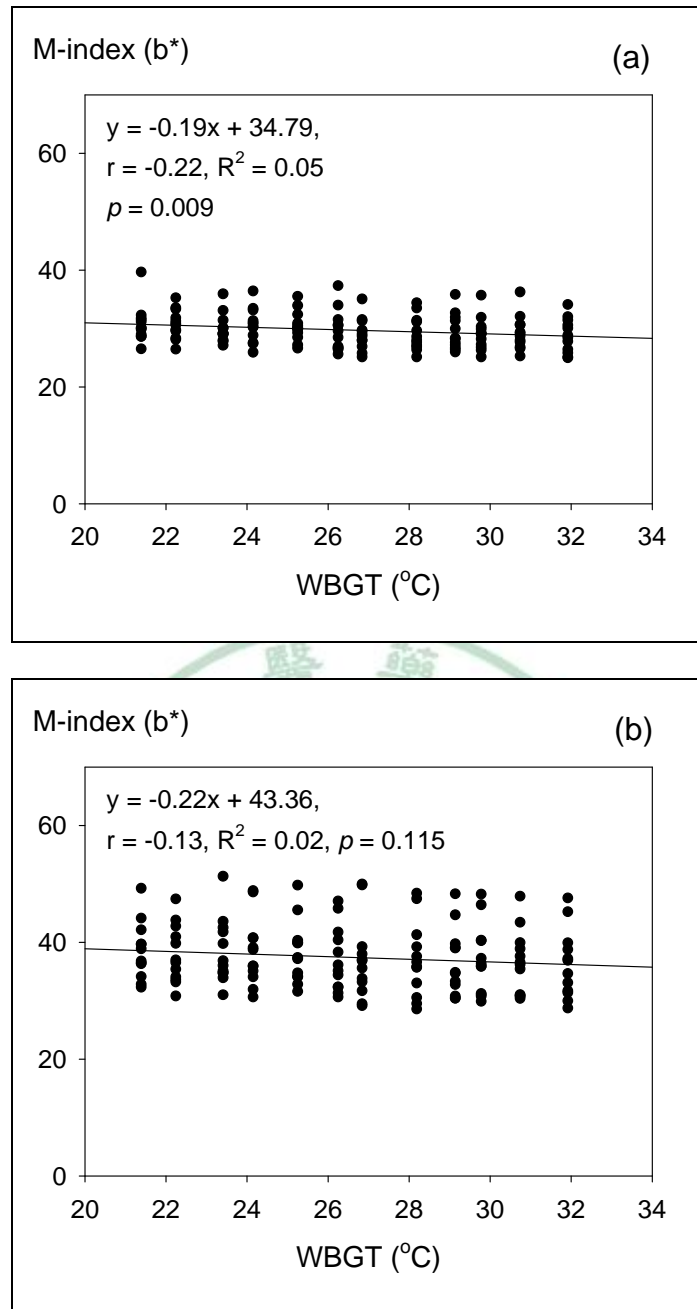 M-index (b*)
(a)
y = -0.19x + 34.79,
r = -0.22, R² = 0.05
p = 0.009
60
40
20
0
20 22 24 26 28 30 32 34
WBGT (°C)
醫 藥
M-index (b*)
(b)
y = -0.22x + 43.36,
r = -0.13, R² = 0.02, p = 0.115
60
40
20
0
20 22 24 26 28 30 32 34
WBGT (°C)